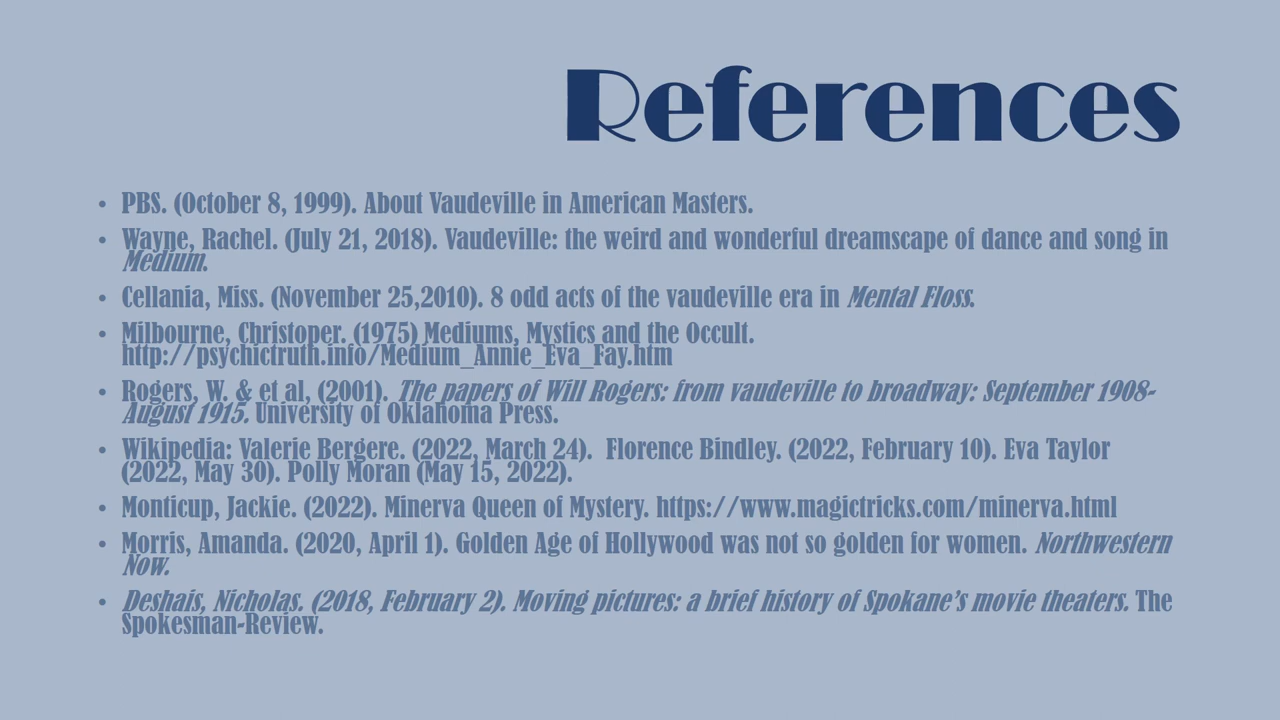 References
• PBS. (October 8, 1999). About Vaudeville in American Masters.
• Wayne, Rachel. (July 21, 2018). Vaudeville: the weird and wonderful dreamscape of dance and song in
Medium.
• Cellania, Miss. (November 25,2010). 8 odd acts of the vaudeville era in Mental Floss.
• Milbourne, Christoper. (1975) Mediums, Mystics and the Occult.
http://psychictruth.info/Medium_Annie_Eva_Fay.htm
• Rogers, W. & et al, (2001). The papers of Will Rogers: from vaudeville to broadway: September 1908-
August 1915. University of Oklahoma Press.
• Wikipedia: Valerie Bergere. (2022, March 24).  Florence Bindley. (2022, February 10). Eva Taylor
(2022, May 30). Polly Moran (May 15, 2022).
• Monticup, Jackie. (2022). Minerva Queen of Mystery. https://www.magictricks.com/minerva.html
• Morris, Amanda. (2020, April 1). Golden Age of Hollywood was not so golden for women. Northwestern
Now.
• Deshais, Nicholas. (2018, February 2). Moving pictures: a brief history of Spokane’s movie theaters. The
Spokesman-Review.